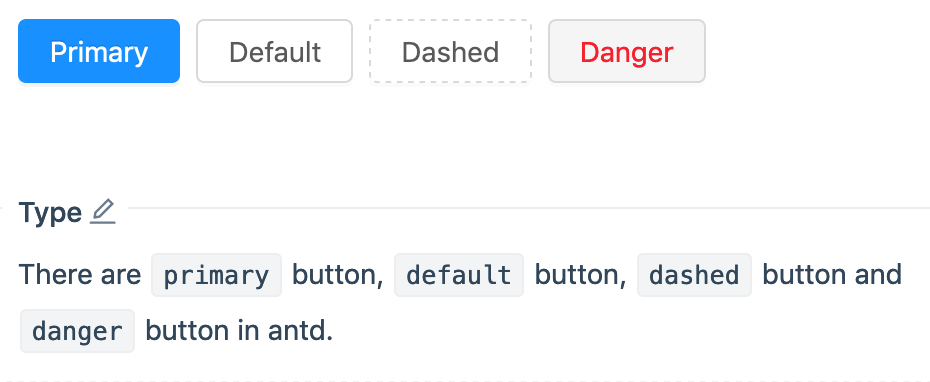 Primary Default Dashed Danger
Type
There are primary button, default button, dashed button and
danger button in antd.